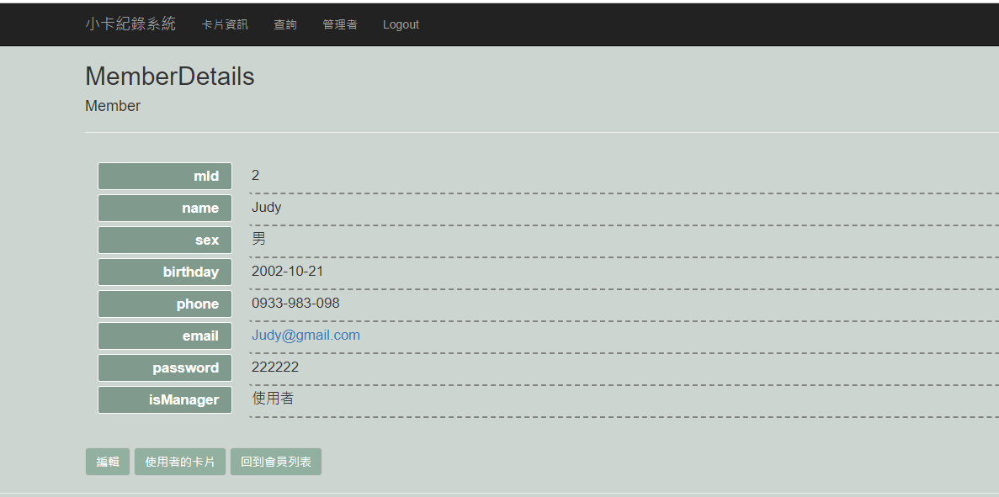 小卡紀錄系統 卡片資訊 查詢 管理者 Logout
MemberDetails
Member
mId 2
name Judy
sex 男
birthday 2002-10-21
phone 0933-983-098
email Judy@gmail.com
password 222222
isManager 使用者
編輯 使用者的卡片 回到會員列表